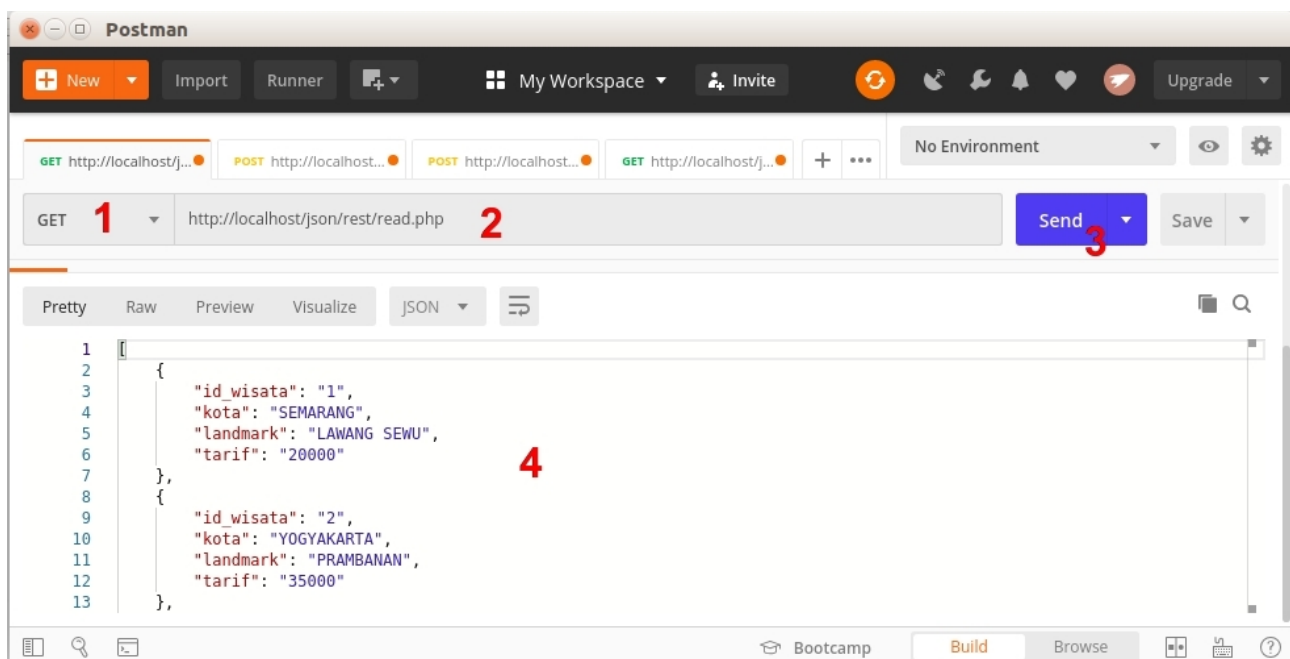 Postman
New Import Runner My Workspace Invite Upgrade
GET http://localhost/j... POST http://localhost... POST http://localhost... GET http://localhost/j... + ••• No Environment
GET 1 http://localhost/json/rest/read.php 2 Send 3 Save
Pretty Raw Preview Visualize JSON
1 [
2 {
3 "id_wisata": "1",
4 "kota": "SEMARANG",
5 "landmark": "LAWANG SEWU",
6 "tarif": "20000"
4
7 },
8 {
9 "id_wisata": "2",
10 "kota": "YOGYAKARTA",
11 "landmark": "PRAMBANAN",
12 "tarif": "35000"
13 },
Bootcamp Build Browse ?